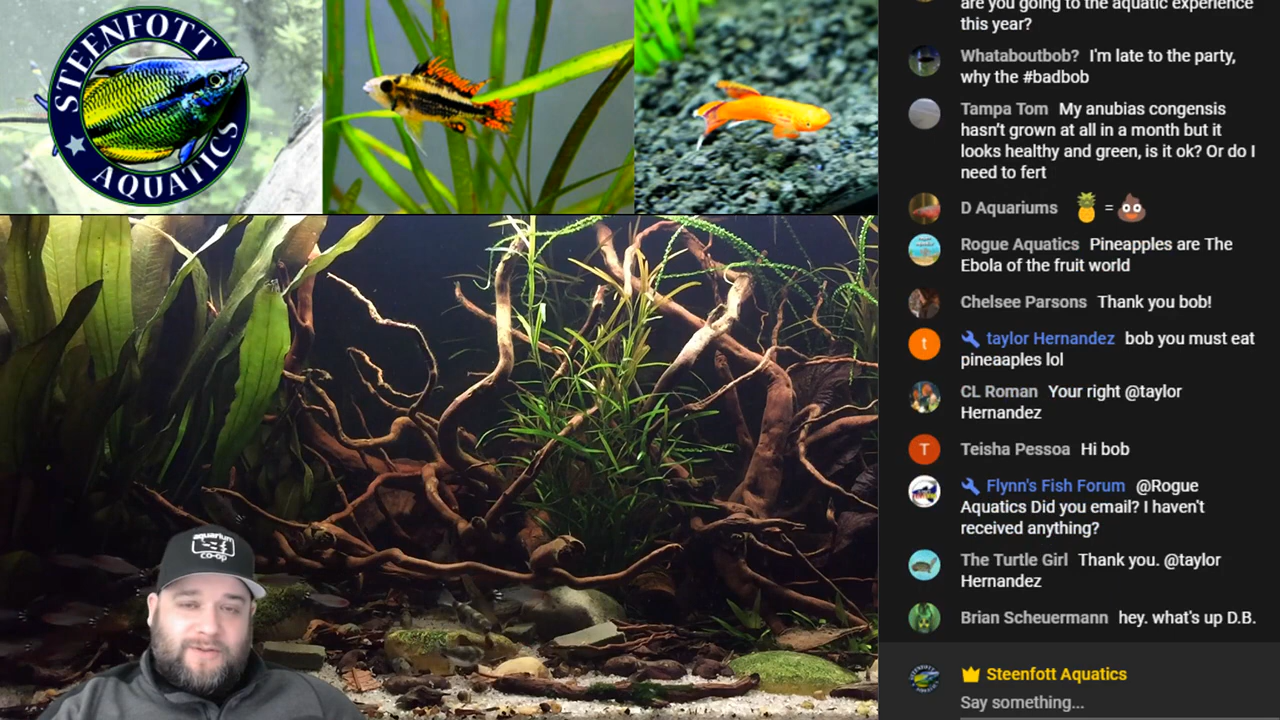 STEENFOTT
AQUATICS
aquarium
co-op
are you going to the aquatic experience
this year?
Whataboutbob? I'm late to the party,
why the #badbob
Tampa Tom My anubias congensis
hasn't grown at all in a month but it
looks healthy and green, is it ok? Or do I
need to fert
D Aquariums 🍍 = 💩
Rogue Aquatics Pineapples are The
Ebola of the fruit world
Chelsee Parsons Thank you bob!
t
taylor Hernandez bob you must eat
pineaaples lol
CL Roman Your right @taylor
Hernandez
T
Teisha Pessoa Hi bob
Flynn's Fish Forum @Rogue
Aquatics Did you email? I haven't
received anything?
The Turtle Girl Thank you. @taylor
Hernandez
Brian Scheuermann hey. what's up D.B.
Steenfott Aquatics
Say something...